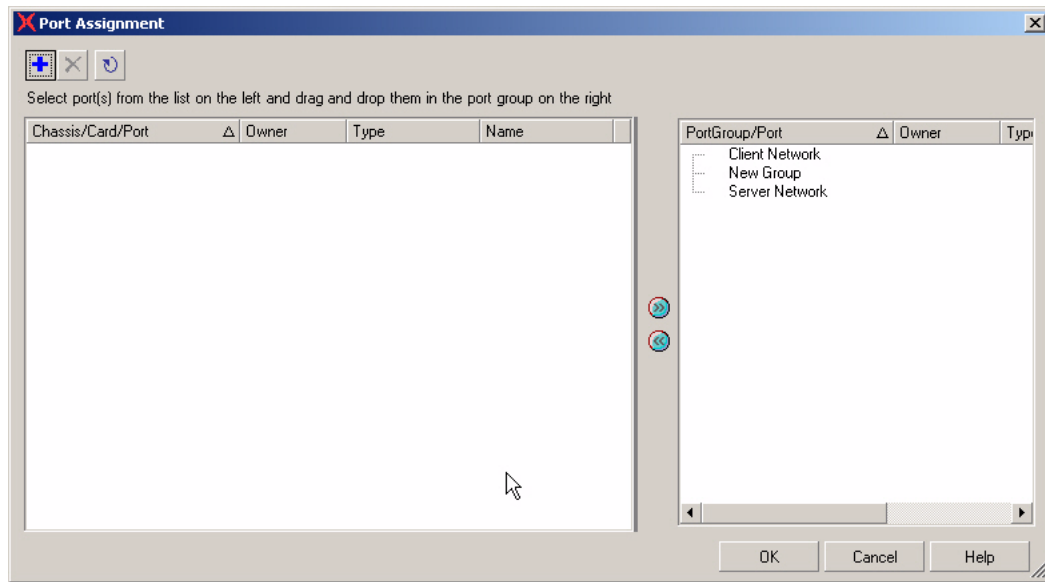 Port Assignment
Select port(s) from the list on the left and drag and drop them in the port group on the right
Chassis/Card/Port Owner Type Name
PortGroup/Port Owner Typ
Client Network
New Group
Server Network
OK Cancel Help